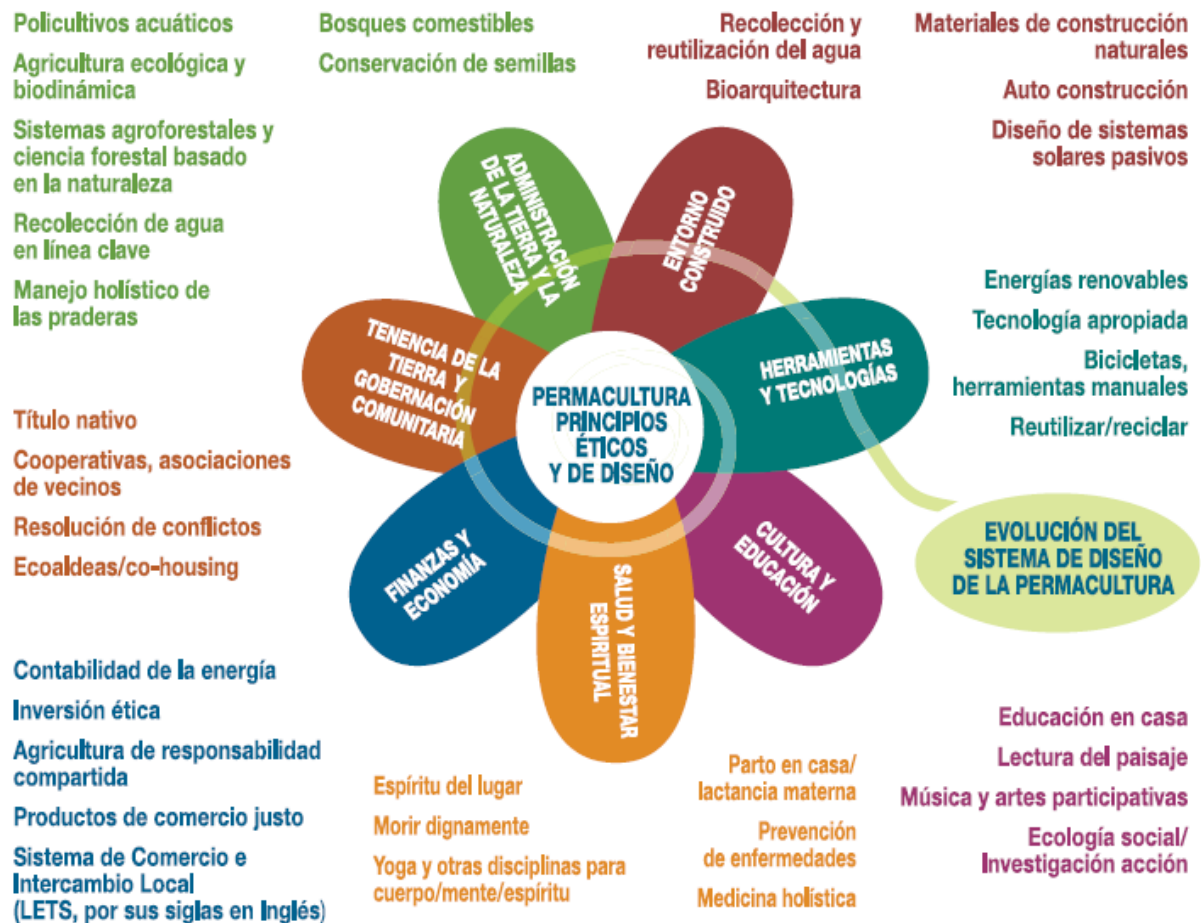 Policultivos acuáticos
Agricultura ecológica y
biodinámica
Sistemas agroforestales y
ciencia forestal basado
en la naturaleza
Recolección de agua
en línea clave
Manejo holístico de
las praderas
Bosques comestibles
Conservación de semillas
Recolección y
reutilización del agua
Bioarquitectura
Materiales de construcción
naturales
Auto construcción
Diseño de sistemas
solares pasivos
ADMINISTRACIÓN
DE LA TIERRA Y LA
NATURALEZA
ENTORNO
CONSTRUIDO
TENENCIA DE LA
TIERRA Y
GOBERNACIÓN
COMUNITARIA
HERRAMIENTAS
Y TECNOLOGÍAS
PERMACULTURA
PRINCIPIOS
ÉTICOS
Y DE DISEÑO
FINANZAS Y
ECONOMÍA
SALUD Y BIENESTAR
ESPIRITUAL
CULTURA Y
EDUCACIÓN
Energías renovables
Tecnología apropiada
Bicicletas,
herramientas manuales
Reutilizar/reciclar
EVOLUCIÓN DEL
SISTEMA DE DISEÑO
DE LA PERMACULTURA
Título nativo
Cooperativas, asociaciones
de vecinos
Resolución de conflictos
Ecoaldeas/co-housing
Contabilidad de la energía
Inversión ética
Agricultura de responsabilidad
compartida
Productos de comercio justo
Sistema de Comercio e
Intercambio Local
(LETS, por sus siglas en Inglés)
Espíritu del lugar
Morir dignamente
Yoga y otras disciplinas para
cuerpo/mente/espíritu
Parto en casa/
lactancia materna
Prevención
de enfermedades
Medicina holística
Educación en casa
Lectura del paisaje
Música y artes participativas
Ecología social/
Investigación acción